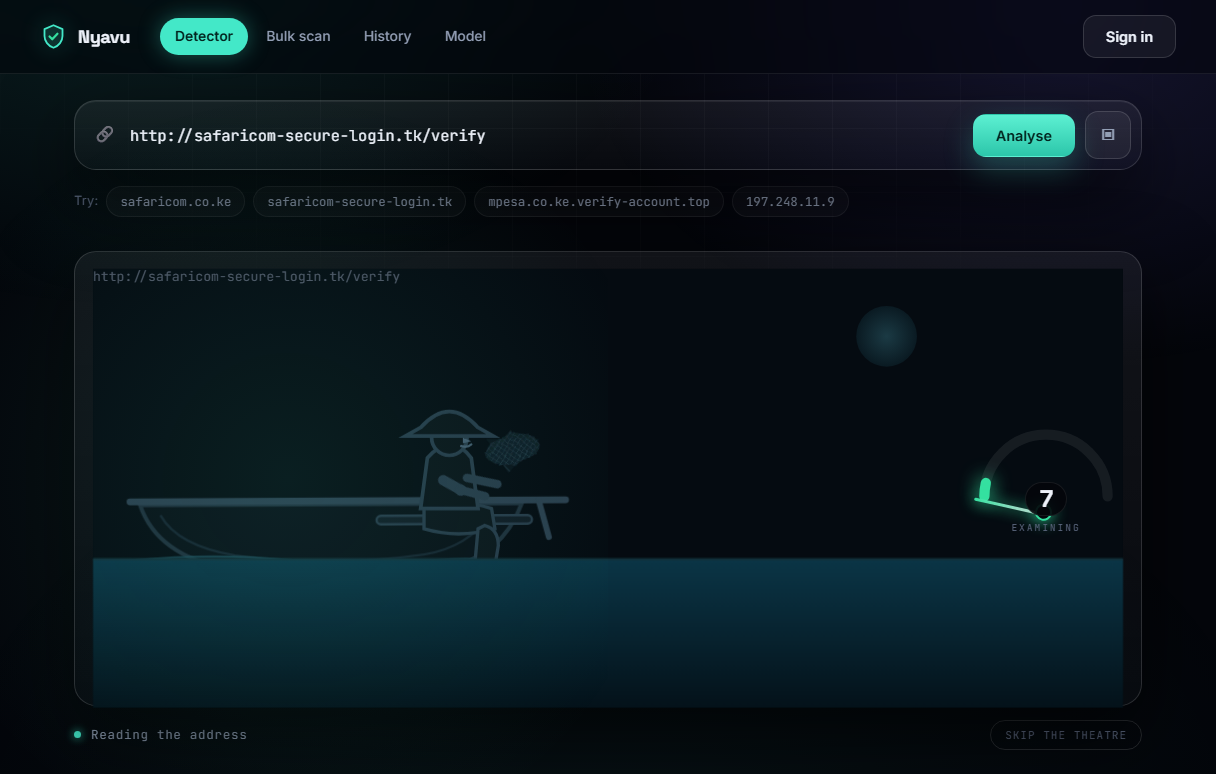 Nyavu
Detector
Bulk scan
History
Model
Sign in
http://safaricom-secure-login.tk/verify
Analyse
Try:
safaricom.co.ke
safaricom-secure-login.tk
mpesa.co.ke.verify-account.top
197.248.11.9
http://safaricom-secure-login.tk/verify
7
EXAMINING
Reading the address
SKIP THE THEATRE